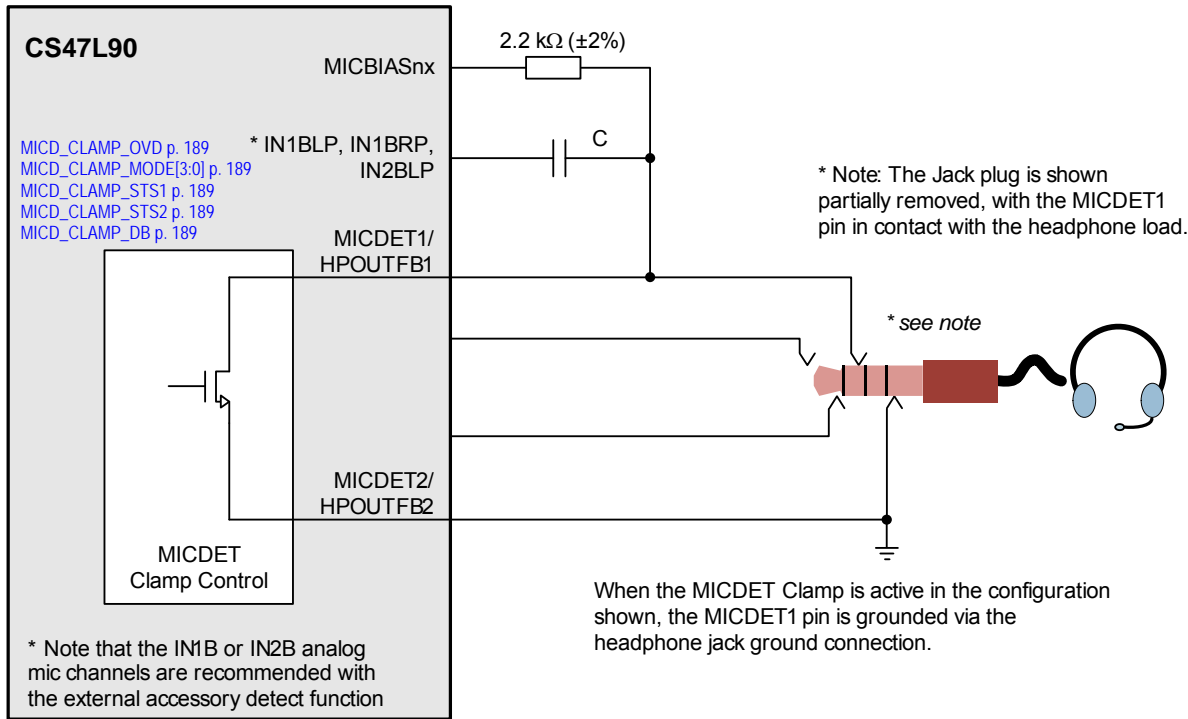 CS47L90
2.2 kΩ (±2%)
MICBIASnx
MICD_CLAMP_OVD p. 189
MICD_CLAMP_MODE[3:0] p. 189
MICD_CLAMP_STS1 p. 189
MICD_CLAMP_STS2 p. 189
MICD_CLAMP_DB p. 189
* IN1BLP, IN1BRP,
IN2BLP
C
* Note: The Jack plug is shown
partially removed, with the MICDET1
pin in contact with the headphone load.
MICDET1/
HPOUTFB1
* see note
MICDET2/
HPOUTFB2
MICDET
Clamp Control
When the MICDET Clamp is active in the configuration
shown, the MICDET1 pin is grounded via the
headphone jack ground connection.
* Note that the IN1B or IN2B analog
mic channels are recommended with
the external accessory detect function